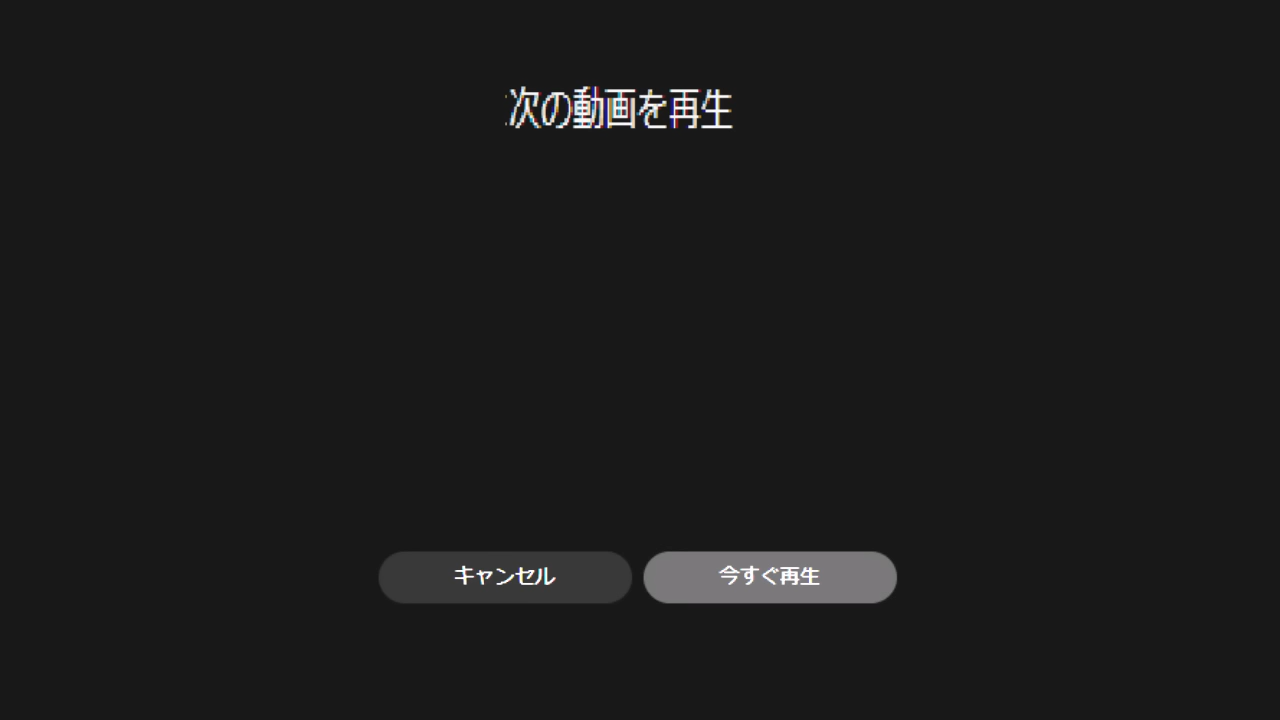 次の動画を再生
キャンセル
今すぐ再生